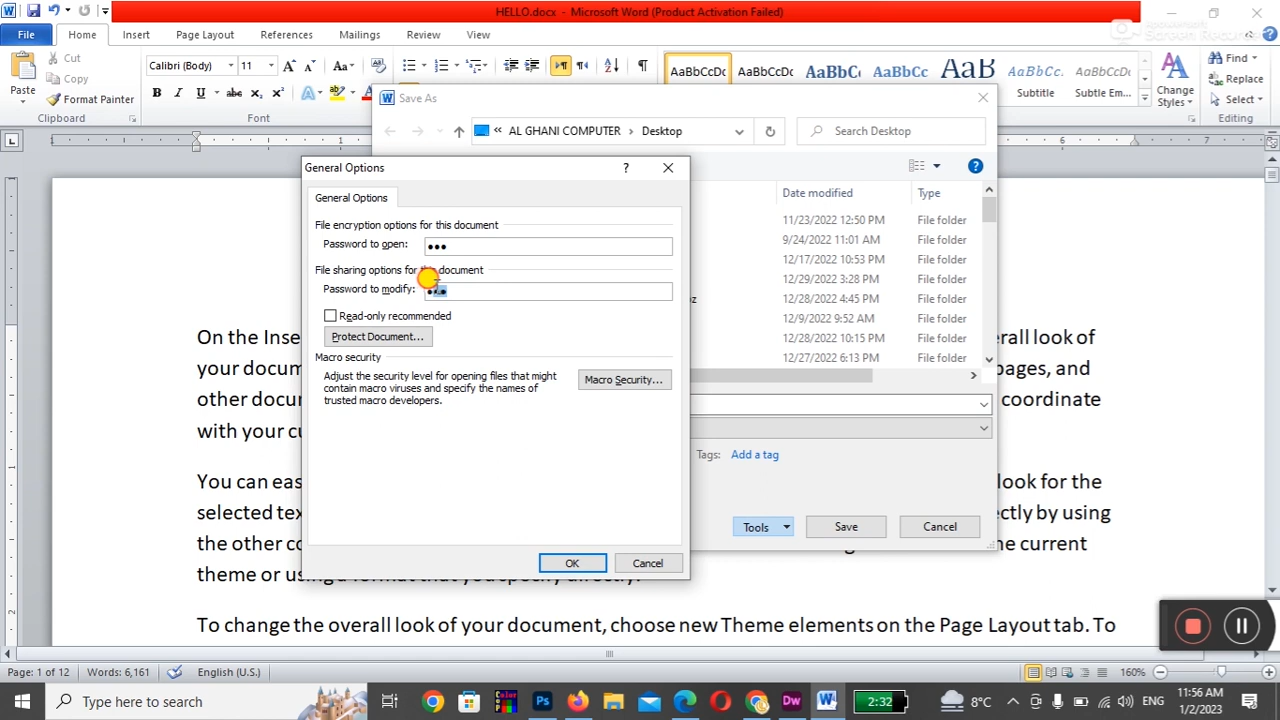 HELLO.docx - Microsoft Word (Product Activation Failed)
File Home Insert Page Layout References Mailings Review View
Cut
Copy
Paste
Format Painter
Clipboard
Calibri (Body) 11
Font
AaBbCcDc AaBbCcDc AaBbCc AaBbCc AaB AaBbCcDc AaBbCcDc
Subtitle Subtle Em...
Change Styles
Find
Replace
Select
Editing
Save As
AL GHANI COMPUTER Desktop
Search Desktop
General Options
General Options
File encryption options for this document
Password to open:
File sharing options for this document
Password to modify:
Read-only recommended
Protect Document...
Macro security
Adjust the security level for opening files that might
contain macro viruses and specify the names of
trusted macro developers.
Macro Security...
OK Cancel
Date modified Type
11/23/2022 12:50 PM File folder
9/24/2022 11:01 AM File folder
12/17/2022 10:53 PM File folder
12/29/2022 3:28 PM File folder
12/28/2022 4:45 PM File folder
12/9/2022 9:52 AM File folder
12/28/2022 10:15 PM File folder
12/27/2022 6:13 PM File folder
Tags: Add a tag
Tools Save Cancel
On the Inse erall look of
your docum pages, and
other docur coordinate
with your cu
You can eas look for the
selected tex ectly by using
the other co he current
theme or using a format that you specify directly.
To change the overall look of your document, choose new Theme elements on the Page Layout tab. To
Page: 1 of 12 Words: 6,161 English (U.S.) 160%
Type here to search
2:32
8°C
ENG
11:56 AM
1/2/2023